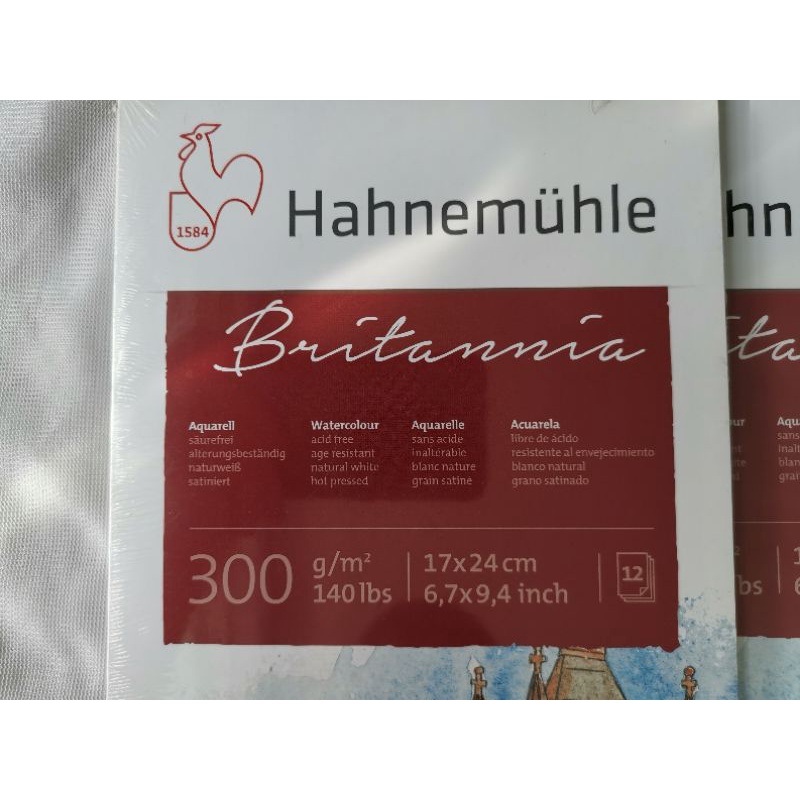 1584
Hahnemühle
Britannia
Aquarell
säurefrei
alterungsbeständig
naturweiß
satiniert
Watercolour
acid free
age resistant
natural white
hot pressed
Aquarelle
sans acide
inaltérable
blanc nature
grain satiné
Acuarela
libre de ácido
resistente al envejecimiento
blanco natural
grano satinado
300 g/m²
140 lbs
17x24 cm
6,7x9,4 inch
12